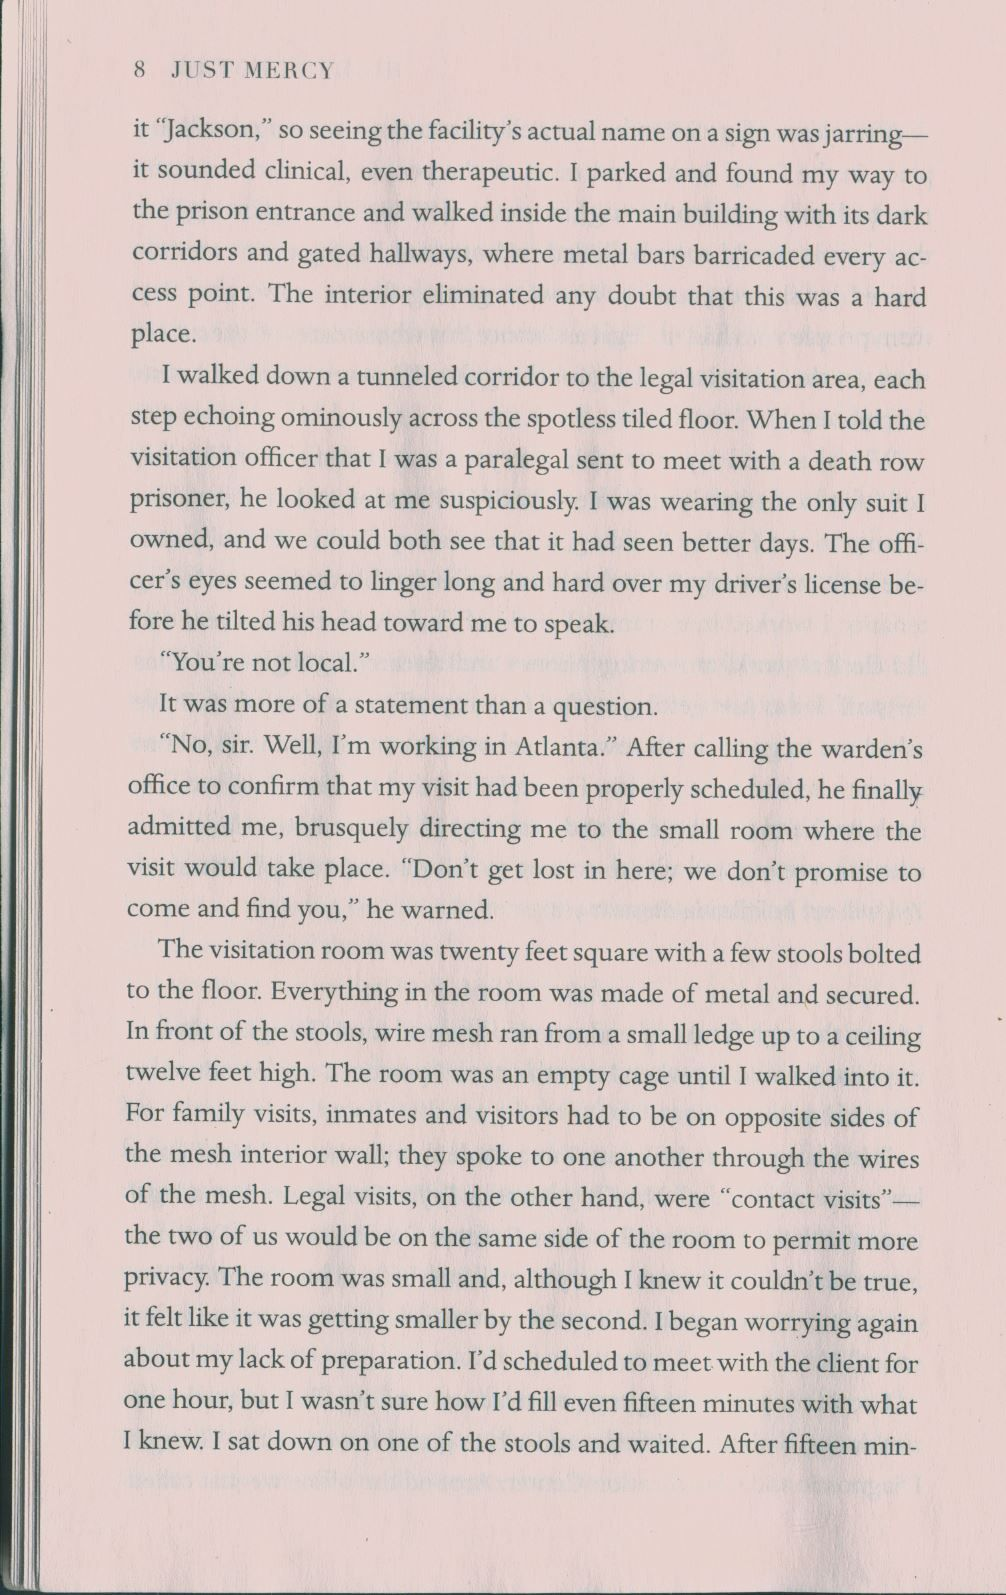 8 JUST MERCY
it “Jackson,” so seeing the facility’s actual name on a sign was jarring—
it sounded clinical, even therapeutic. I parked and found my way to
the prison entrance and walked inside the main building with its dark
corridors and gated hallways, where metal bars barricaded every ac-
cess point. The interior eliminated any doubt that this was a hard
place.
I walked down a tunneled corridor to the legal visitation area, each
step echoing ominously across the spotless tiled floor. When I told the
visitation officer that I was a paralegal sent to meet with a death row
prisoner, he looked at me suspiciously. I was wearing the only suit I
owned, and we could both see that it had seen better days. The offi-
cer’s eyes seemed to linger long and hard over my driver’s license be-
fore he tilted his head toward me to speak.
“You’re not local.”
It was more of a statement than a question.
“No, sir. Well, I’m working in Atlanta.” After calling the warden’s
office to confirm that my visit had been properly scheduled, he finally
admitted me, brusquely directing me to the small room where the
visit would take place. “Don’t get lost in here; we don’t promise to
come and find you,” he warned.
The visitation room was twenty feet square with a few stools bolted
to the floor. Everything in the room was made of metal and secured.
In front of the stools, wire mesh ran from a small ledge up to a ceiling
twelve feet high. The room was an empty cage until I walked into it.
For family visits, inmates and visitors had to be on opposite sides of
the mesh interior wall; they spoke to one another through the wires
of the mesh. Legal visits, on the other hand, were “contact visits”—
the two of us would be on the same side of the room to permit more
privacy. The room was small and, although I knew it couldn’t be true,
it felt like it was getting smaller by the second. I began worrying again
about my lack of preparation. I’d scheduled to meet with the client for
one hour, but I wasn’t sure how I’d fill even fifteen minutes with what
I knew. I sat down on one of the stools and waited. After fifteen min-